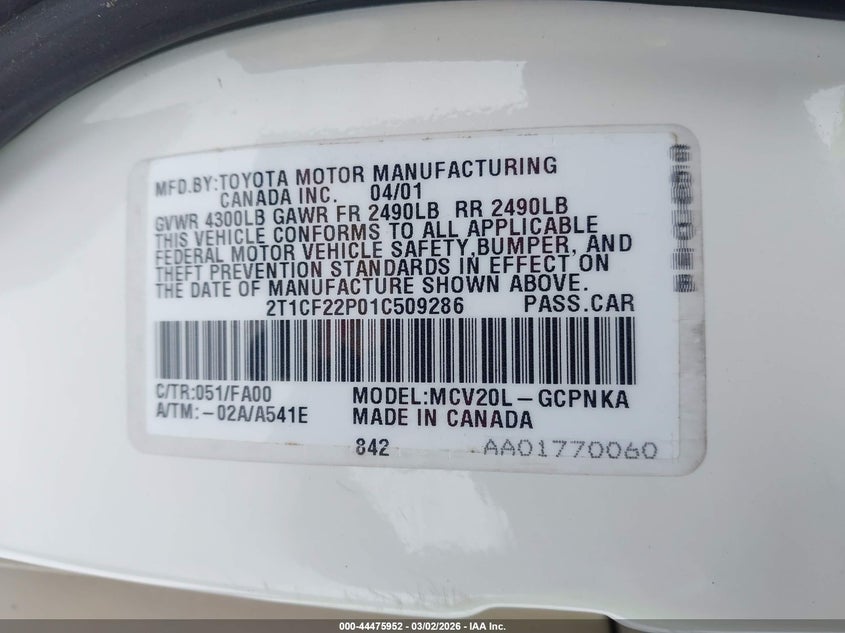 MFD.BY:TOYOTA MOTOR MANUFACTURING
CANADA INC. 04/01
GVWR 4300LB GAWR FR 2490LB RR 2490LB
THIS VEHICLE CONFORMS TO ALL APPLICABLE
FEDERAL MOTOR VEHICLE SAFETY,BUMPER, AND
THEFT PREVENTION STANDARDS IN EFFECT ON
THE DATE OF MANUFACTURE SHOWN ABOVE.
2T1CF22P01C509286 PASS.CAR
C/TR:051/FA00 MODEL:MCV20L-GCPNKA
A/TM:-02A/A541E MADE IN CANADA
842 AA01770060
000-44475952 | 03/02/2026 - IAA Inc.